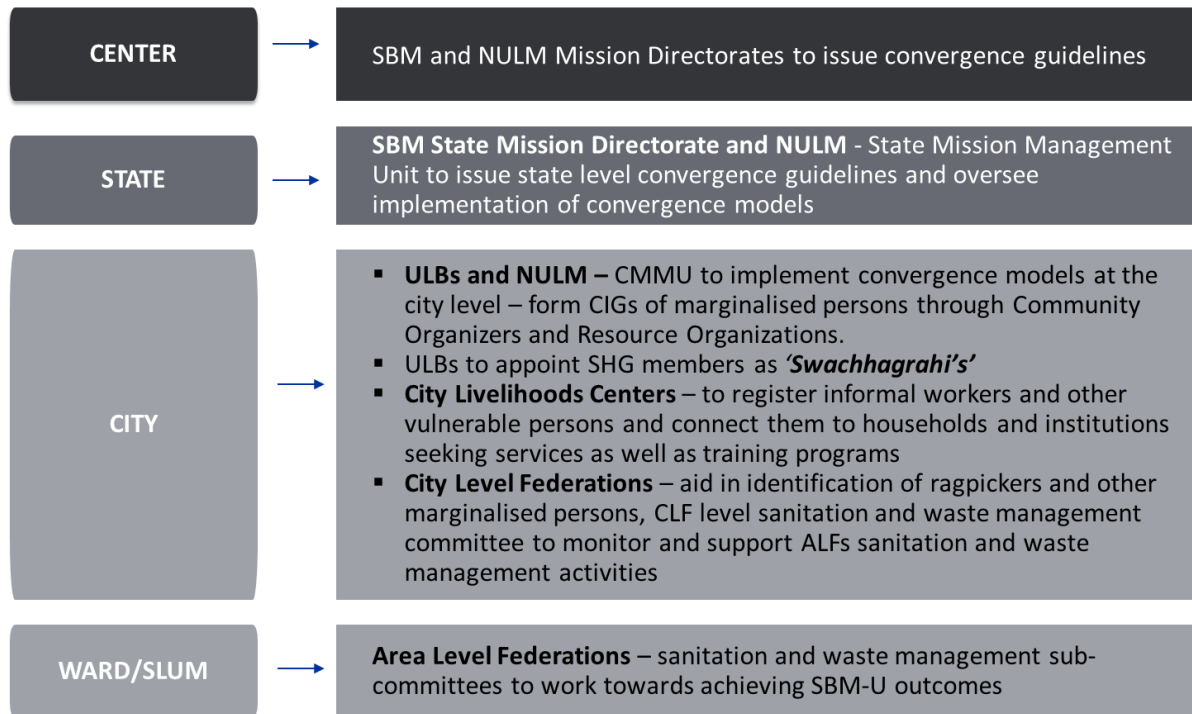 CENTER
SBM and NULM Mission Directorates to issue convergence guidelines
STATE
SBM State Mission Directorate and NULM - State Mission Management
Unit to issue state level convergence guidelines and oversee
implementation of convergence models
CITY
▪ ULBs and NULM – CMMU to implement convergence models at the
city level – form CIGs of marginalised persons through Community
Organizers and Resource Organizations.
▪ ULBs to appoint SHG members as ‘Swachhagrahi’s’
▪ City Livelihoods Centers – to register informal workers and other
vulnerable persons and connect them to households and institutions
seeking services as well as training programs
▪ City Level Federations – aid in identification of ragpickers and other
marginalised persons, CLF level sanitation and waste management
committee to monitor and support ALFs sanitation and waste
management activities
WARD/SLUM
Area Level Federations – sanitation and waste management sub-
committees to work towards achieving SBM-U outcomes